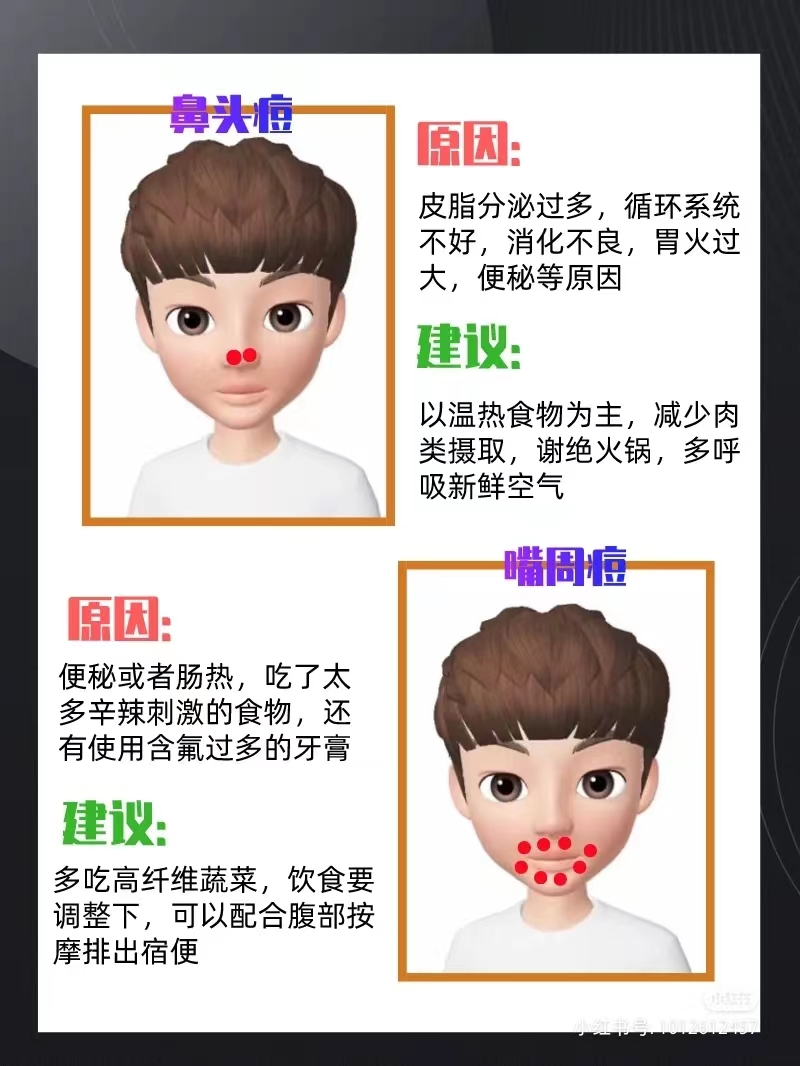 鼻头痘
原因:
皮脂分泌过多，循环系统
不好，消化不良，胃火过
大，便秘等原因
建议:
以温热食物为主，减少肉
类摄取，谢绝火锅，多呼
吸新鲜空气
嘴周痘
原因:
便秘或者肠热，吃了太
多辛辣刺激的食物，还
有使用含氟过多的牙膏
建议:
多吃高纤维蔬菜，饮食要
调整下，可以配合腹部按
摩排出宿便
小红书
小红书号:1012612457